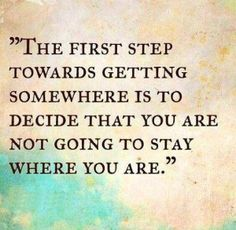 "The first step
towards getting
somewhere is to
decide that you are
not going to stay
where you are."